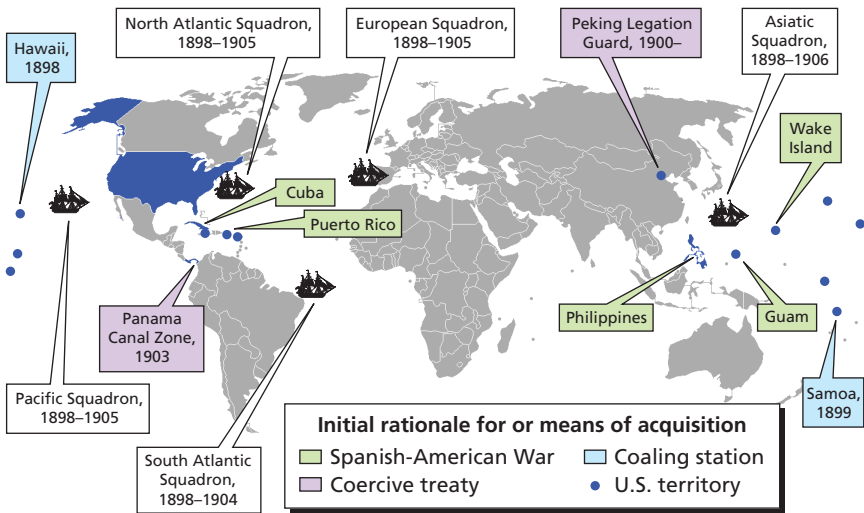 Hawaii,
1898
North Atlantic Squadron,
1898–1905
European Squadron,
1898–1905
Peking Legation
Guard, 1900–
Asiatic
Squadron,
1898–1906
Wake
Island
Cuba
Puerto Rico
Philippines
Guam
Panama
Canal Zone,
1903
Pacific Squadron,
1898–1905
South Atlantic
Squadron,
1898–1904
Samoa,
1899
Initial rationale for or means of acquisition
Spanish-American War
Coaling station
Coercive treaty
U.S. territory